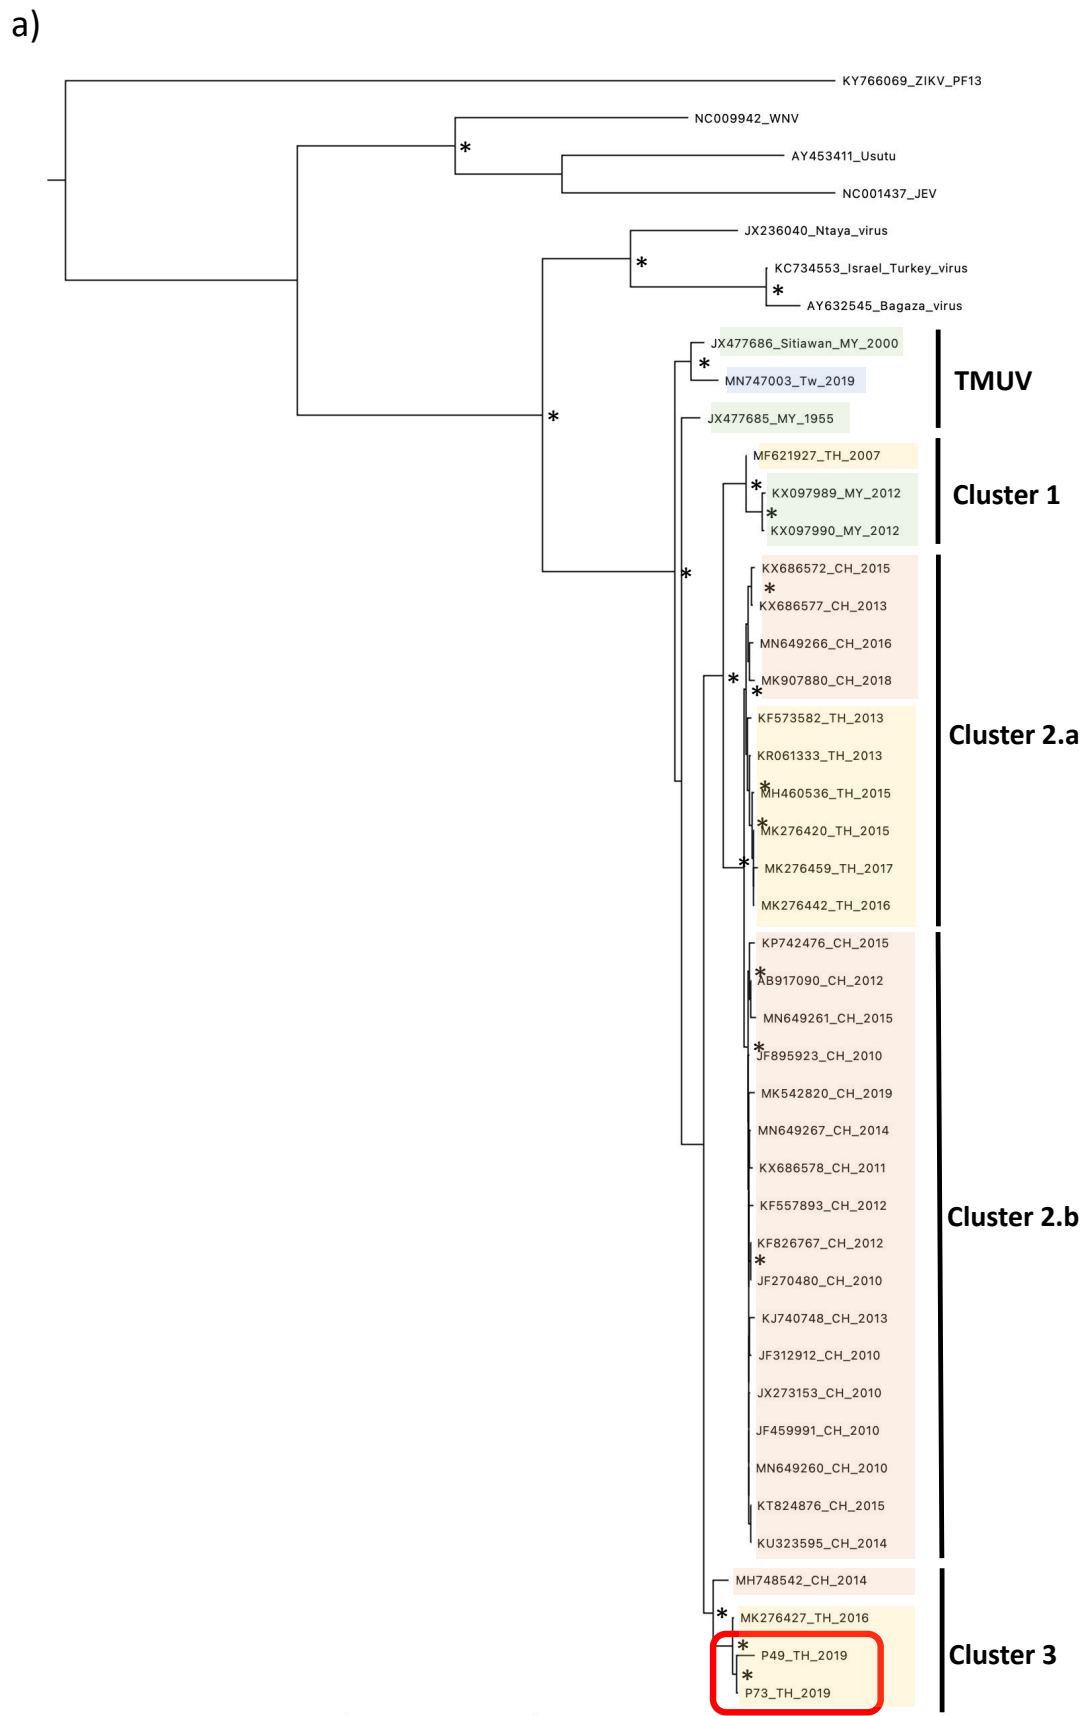 a)
KY766069_ZIKV_PF13
NC009942_WNV
AY453411_Usutu
NC001437_JEV
JX236040_Ntaya_virus
KC734553_Israel_Turkey_virus
AY632545_Bagaza_virus
JX477686_Sitiawan_MY_2000
MN747003_Tw_2019
TMUV
JX477685_MY_1955
MF621927_TH_2007
KX097989_MY_2012
Cluster 1
KX097990_MY_2012
KX686572_CH_2015
KX686577_CH_2013
MN649266_CH_2016
MK907880_CH_2018
KF573582_TH_2013
Cluster 2.a
KR061333_TH_2013
MH460536_TH_2015
MK276420_TH_2015
MK276459_TH_2017
MK276442_TH_2016
KP742476_CH_2015
AB917090_CH_2012
MN649261_CH_2015
JF895923_CH_2010
MK542820_CH_2019
MN649267_CH_2014
KX686578_CH_2011
KF557893_CH_2012
Cluster 2.b
KF826767_CH_2012
JF270480_CH_2010
KJ740748_CH_2013
JF312912_CH_2010
JX273153_CH_2010
JF459991_CH_2010
MN649260_CH_2010
KT824876_CH_2015
KU323595_CH_2014
MH748542_CH_2014
MK276427_TH_2016
P49_TH_2019
Cluster 3
P73_TH_2019